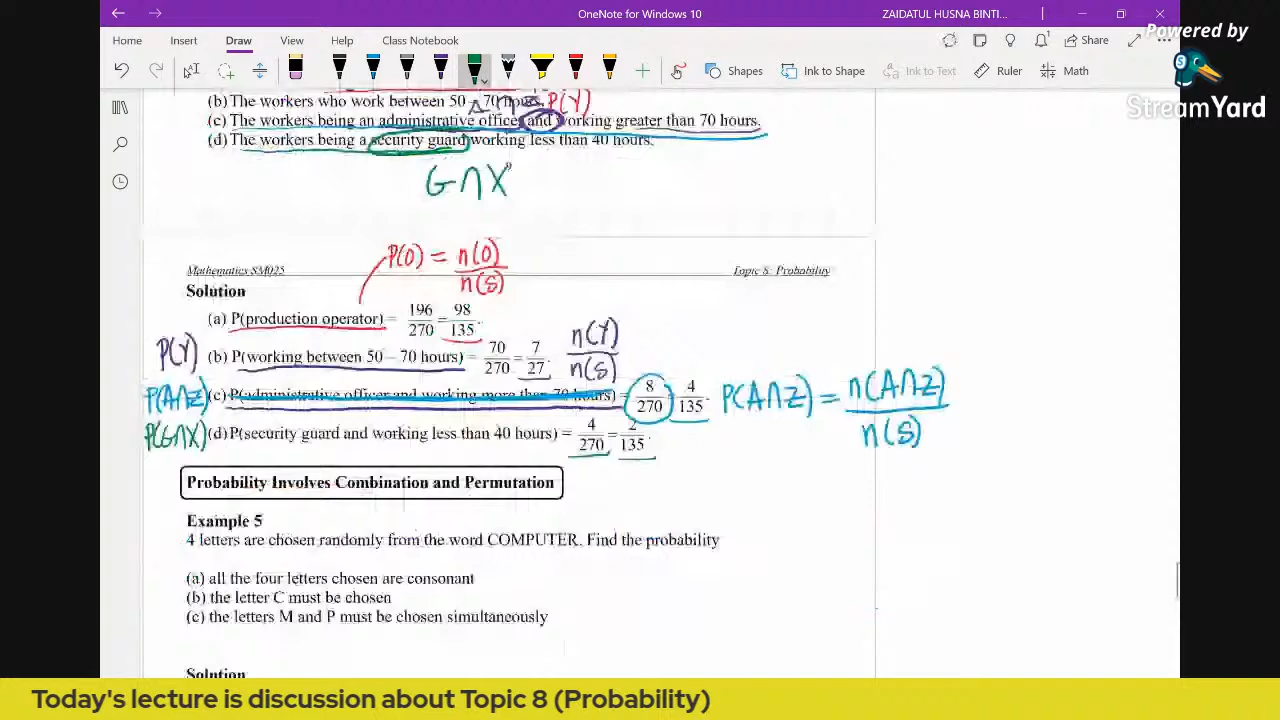 OneNote for Windows 10
ZAIDATUL HUSNA BINTI...
Powered by
StreamYard
Home Insert Draw View Help Class Notebook
Share
Shapes Ink to Shape Ink to Text Ruler Math
(b) The workers who work between 50 – 70 hours. P(Y)
(c) The workers being an administrative officer and working greater than 70 hours.
(d) The workers being a security guard working less than 40 hours.
G∩X
Mathematics SM025
Topic 8: Probability
P(O) = n(O)/n(S)
Solution
(a) P(production operator) = 196/270 = 98/135.
P(Y) (b) P(working between 50 – 70 hours) = 70/270 = 7/27. n(Y)/n(S)
P(A∩Z) (c) P(administrative officer and working more than 70 hours) = 8/270 = 4/135. P(A∩Z) = n(A∩Z)/n(S)
P(G∩X) (d) P(security guard and working less than 40 hours) = 4/270 = 2/135.
Probability Involves Combination and Permutation
Example 5
4 letters are chosen randomly from the word COMPUTER. Find the probability
(a) all the four letters chosen are consonant
(b) the letter C must be chosen
(c) the letters M and P must be chosen simultaneously
Solution
Today's lecture is discussion about Topic 8 (Probability)